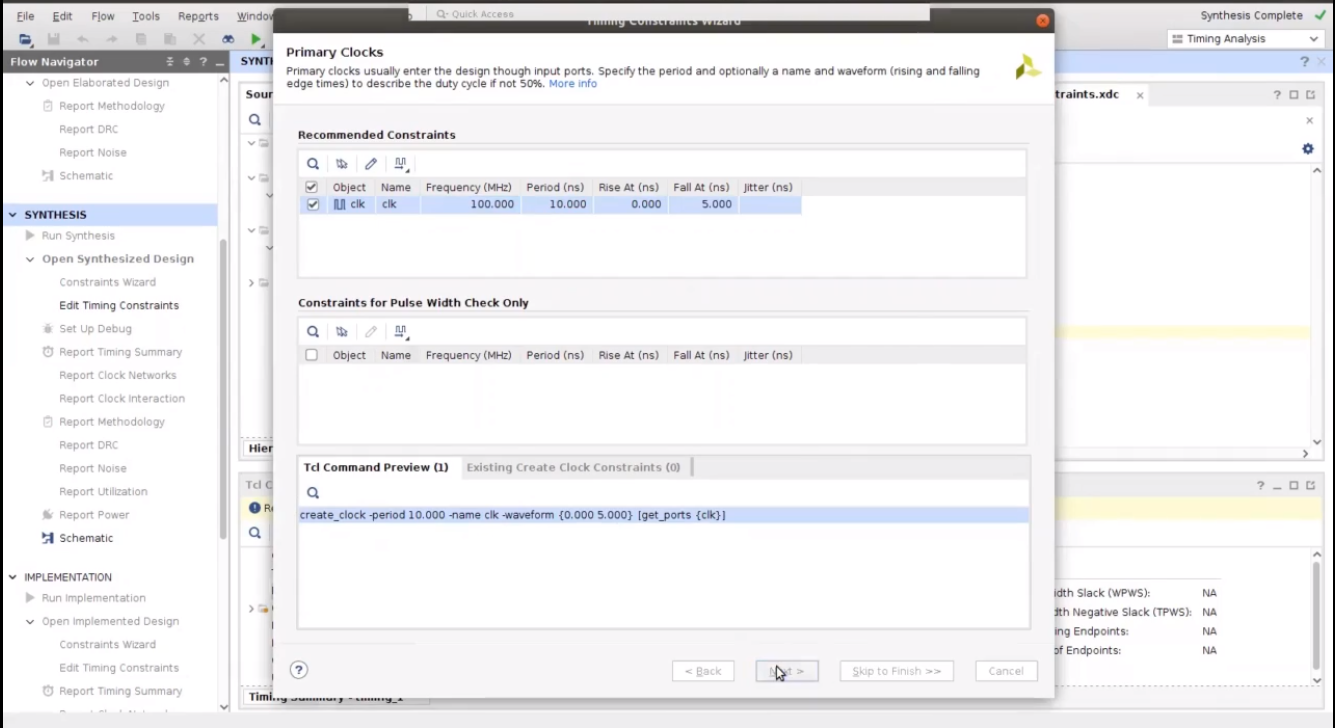 File Edit Flow Tools Reports Window
Q- Quick Access
Synthesis Complete
Timing Analysis
Timing Constraints Wizard
Flow Navigator
Open Elaborated Design
Report Methodology
Report DRC
Report Noise
Schematic
SYNTHESIS
Run Synthesis
Open Synthesized Design
Constraints Wizard
Edit Timing Constraints
Set Up Debug
Report Timing Summary
Report Clock Networks
Report Clock Interaction
Report Methodology
Report DRC
Report Noise
Report Utilization
Report Power
Schematic
IMPLEMENTATION
Run Implementation
Open Implemented Design
Constraints Wizard
Edit Timing Constraints
Report Timing Summary
SYNTH
Sour
Hier
Tcl C
Re
Primary Clocks
Primary clocks usually enter the design though input ports. Specify the period and optionally a name and waveform (rising and falling
edge times) to describe the duty cycle if not 50%. More info
Recommended Constraints
Object Name Frequency (MHz) Period (ns) Rise At (ns) Fall At (ns) Jitter (ns)
clk clk 100.000 10.000 0.000 5.000
Constraints for Pulse Width Check Only
Object Name Frequency (MHz) Period (ns) Rise At (ns) Fall At (ns) Jitter (ns)
Tcl Command Preview (1) Existing Create Clock Constraints (0)
create_clock -period 10.000 -name clk -waveform {0.000 5.000} [get_ports {clk}]
< Back Next > Skip to Finish >> Cancel
traints.xdc
idth Slack (WPWS): NA
dth Negative Slack (TPWS): NA
ing Endpoints: NA
of Endpoints: NA
Timing Summary - timing_1